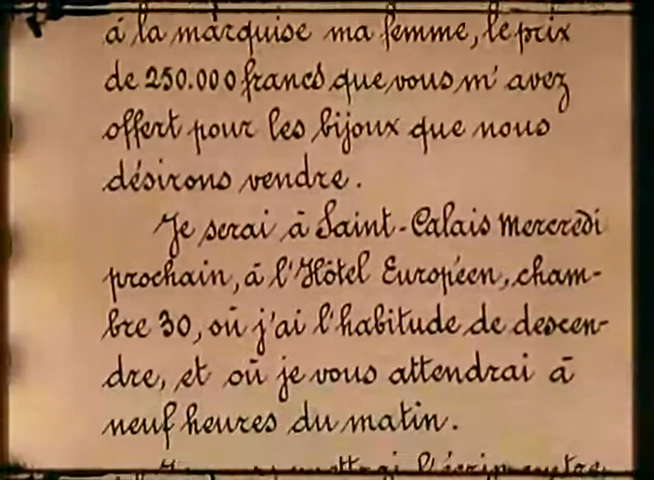 à la marquise ma femme, le prix
de 250.000 francs que vous m'avez
offert pour les bijoux que nous
désirons vendre.
Je serai à Saint-Calais Mercredi
prochain, à l'Hôtel Européen, cham-
bre 30, où j'ai l'habitude de descen-
dre, et où je vous attendrai à
neuf heures du matin.
l'écrin